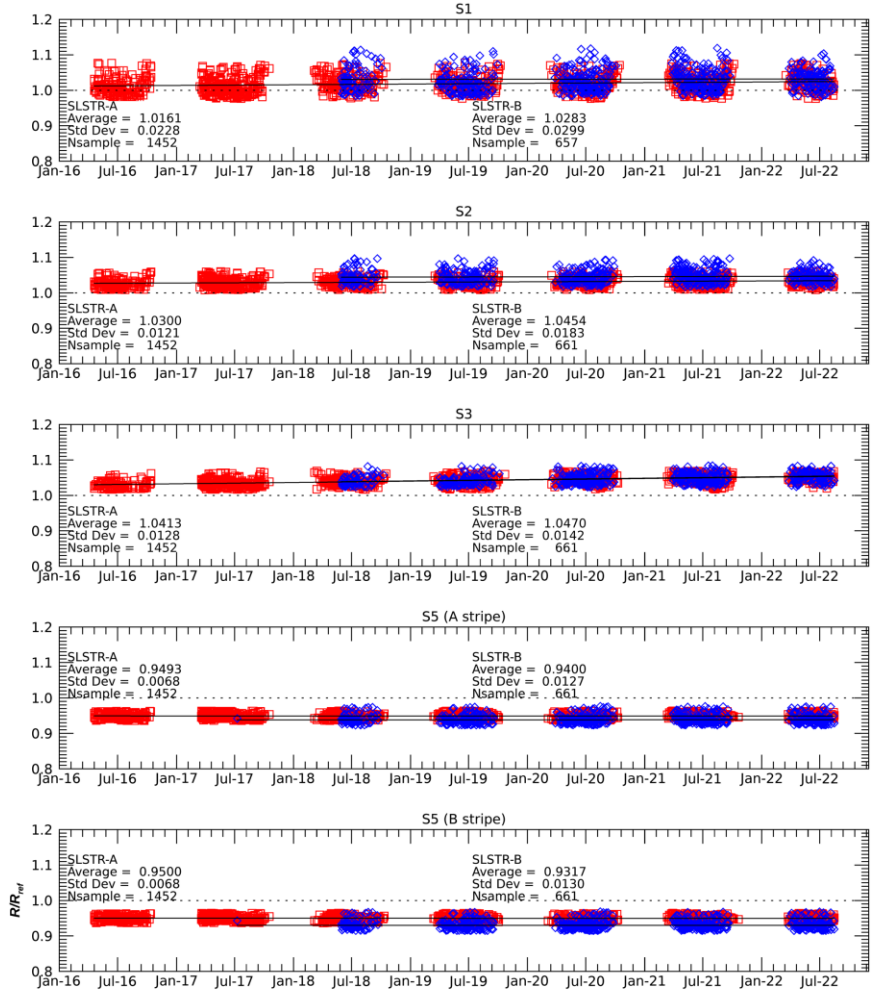 S1
1.2
1.1
1.0
0.9
0.8
SLSTR-A
Average = 1.0161
Std Dev = 0.0228
Nsample = 1452
SLSTR-B
Average = 1.0283
Std Dev = 0.0299
Nsample = 657
Jan-16 Jul-16 Jan-17 Jul-17 Jan-18 Jul-18 Jan-19 Jul-19 Jan-20 Jul-20 Jan-21 Jul-21 Jan-22 Jul-22
S2
1.2
1.1
1.0
0.9
0.8
SLSTR-A
Average = 1.0300
Std Dev = 0.0121
Nsample = 1452
SLSTR-B
Average = 1.0454
Std Dev = 0.0183
Nsample = 661
Jan-16 Jul-16 Jan-17 Jul-17 Jan-18 Jul-18 Jan-19 Jul-19 Jan-20 Jul-20 Jan-21 Jul-21 Jan-22 Jul-22
S3
1.2
1.1
1.0
0.9
0.8
SLSTR-A
Average = 1.0413
Std Dev = 0.0128
Nsample = 1452
SLSTR-B
Average = 1.0470
Std Dev = 0.0142
Nsample = 661
Jan-16 Jul-16 Jan-17 Jul-17 Jan-18 Jul-18 Jan-19 Jul-19 Jan-20 Jul-20 Jan-21 Jul-21 Jan-22 Jul-22
S5 (A stripe)
1.2
1.1
1.0
0.9
0.8
SLSTR-A
Average = 0.9493
Std Dev = 0.0068
Nsample = 1452
SLSTR-B
Average = 0.9400
Std Dev = 0.0127
Nsample = 661
Jan-16 Jul-16 Jan-17 Jul-17 Jan-18 Jul-18 Jan-19 Jul-19 Jan-20 Jul-20 Jan-21 Jul-21 Jan-22 Jul-22
S5 (B stripe)
R/Rref
1.2
1.1
1.0
0.9
0.8
SLSTR-A
Average = 0.9500
Std Dev = 0.0068
Nsample = 1452
SLSTR-B
Average = 0.9317
Std Dev = 0.0130
Nsample = 661
Jan-16 Jul-16 Jan-17 Jul-17 Jan-18 Jul-18 Jan-19 Jul-19 Jan-20 Jul-20 Jan-21 Jul-21 Jan-22 Jul-22